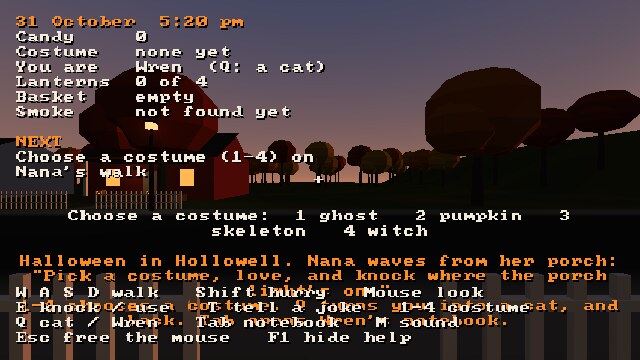 31 October 5:20 pm
Candy 0
Costume none yet
You are Wren (Q: a cat)
Lanterns 0 of 4
Basket empty
Smoke not found yet
NEXT
Choose a costume (1-4) on
Nana's walk
Choose a costume: 1 ghost 2 pumpkin 3
skeleton 4 witch
Halloween in Hollowell. Nana waves from her porch:
"Pick a costume, love, and knock where the porch
W A S D walk Shift hurry Mouse look
E knock / use T tell a joke 1-4 costume
Q cat / Wren Tab notebook M sound
Esc free the mouse F1 hide help